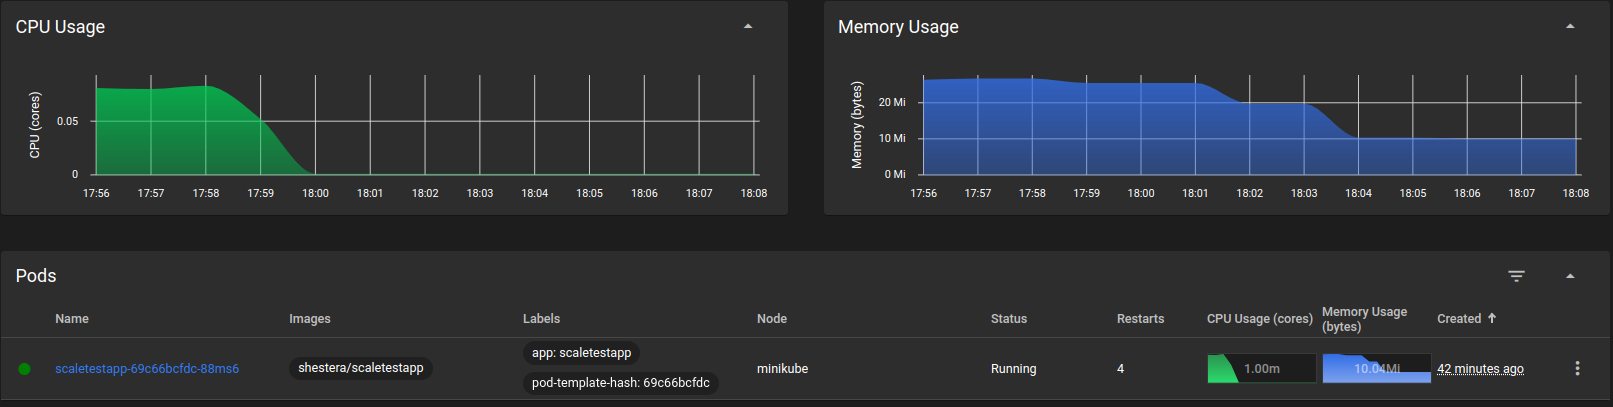 CPU Usage
CPU (cores)
0.05
0
17:56 17:57 17:58 17:59 18:00 18:01 18:02 18:03 18:04 18:05 18:06 18:07 18:08
Memory Usage
Memory (bytes)
20 Mi
10 Mi
0 Mi
17:56 17:57 17:58 17:59 18:00 18:01 18:02 18:03 18:04 18:05 18:06 18:07 18:08
Pods
Name Images Labels Node Status Restarts CPU Usage (cores) Memory Usage (bytes) Created
scaletestapp-69c66bcfdc-88ms6 shestera/scaletestapp app: scaletestapp minikube Running 4 1.00m 10.04Mi 42 minutes ago
pod-template-hash: 69c66bcfdc